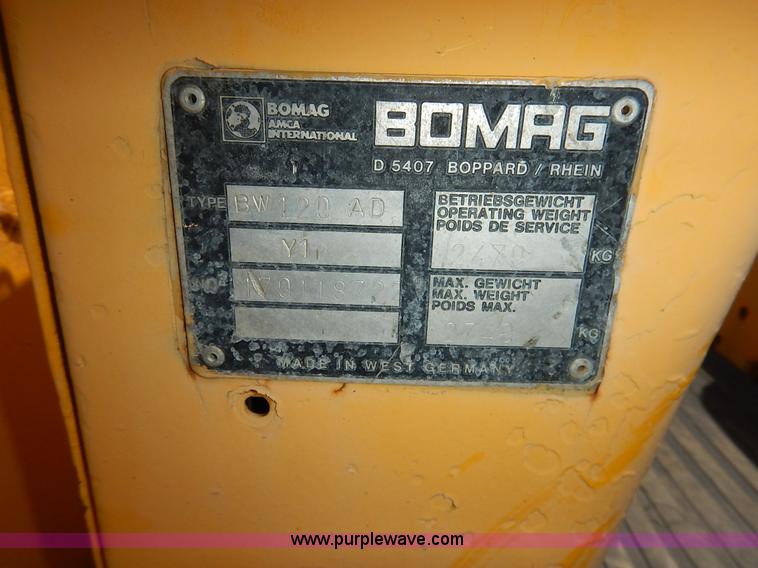 BOMAG
AMCA
INTERNATIONAL
BOMAG
D 5407 BOPPARD / RHEIN
TYPE BW 120 AD
Y1
BETRIEBSGEWICHT
OPERATING WEIGHT
POIDS DE SERVICE
KG
MAX. GEWICHT
MAX. WEIGHT
POIDS MAX.
KG
MADE IN WEST GERMANY
www.purplewave.com